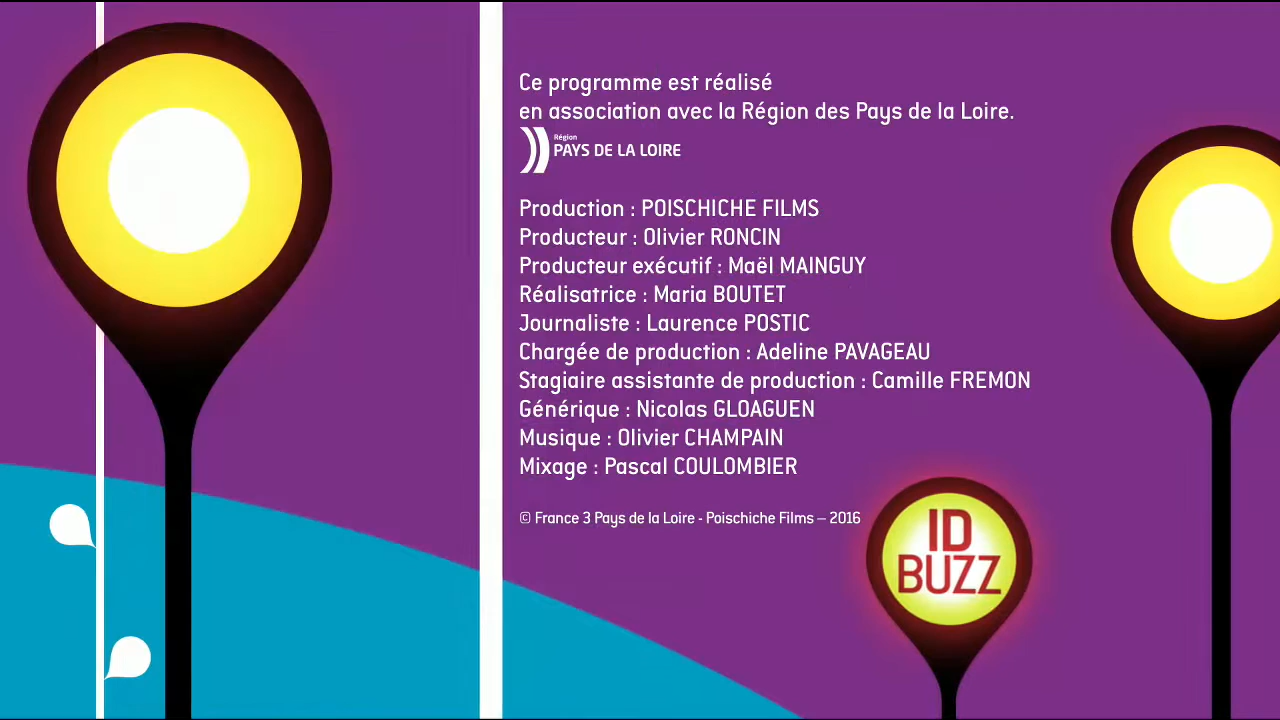 Ce programme est réalisé
en association avec la Région des Pays de la Loire.
Région
PAYS DE LA LOIRE
Production : POISCHICHE FILMS
Producteur : Olivier RONCIN
Producteur exécutif : Maël MAINGUY
Réalisatrice : Maria BOUTET
Journaliste : Laurence POSTIC
Chargée de production : Adeline PAVAGEAU
Stagiaire assistante de production : Camille FREMON
Générique : Nicolas GLOAGUEN
Musique : Olivier CHAMPAIN
Mixage : Pascal COULOMBIER
© France 3 Pays de la Loire - Poischiche Films – 2016
ID
BUZZ